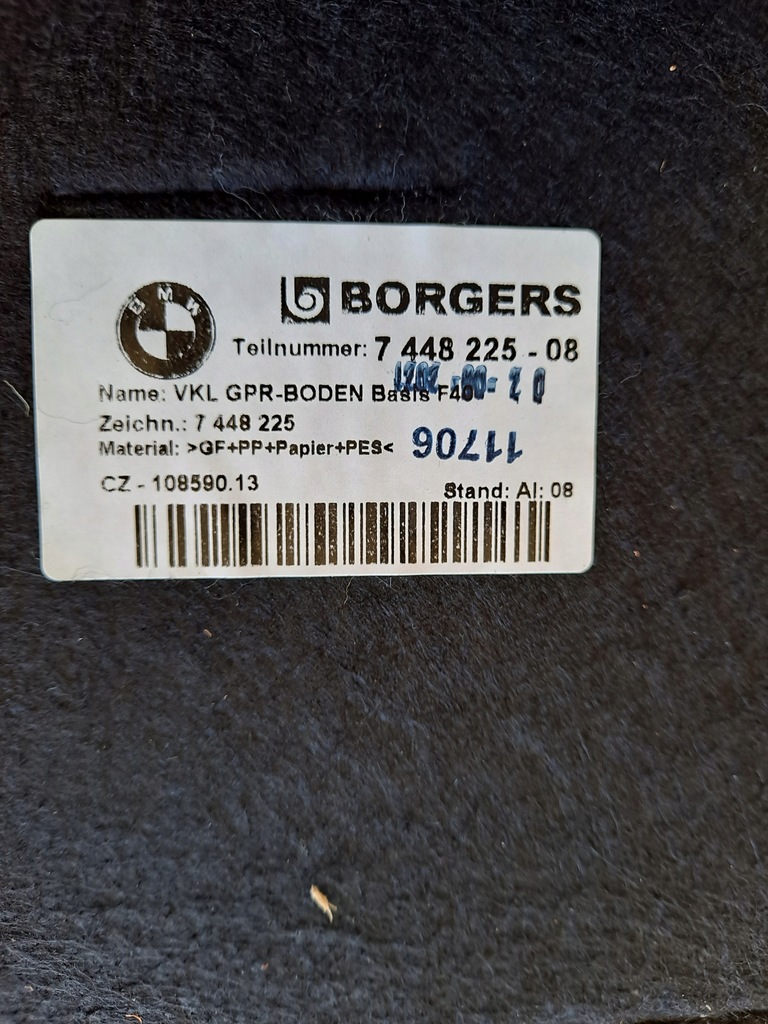 BMW
BORGERS
Teilnummer: 7 448 225 - 08
Name: VKL GPR-BODEN Basis F40
Zeichn.: 7 448 225
11706
Material: >GF+PP+Papier+PES<
CZ - 108590.13
Stand: AI: 08